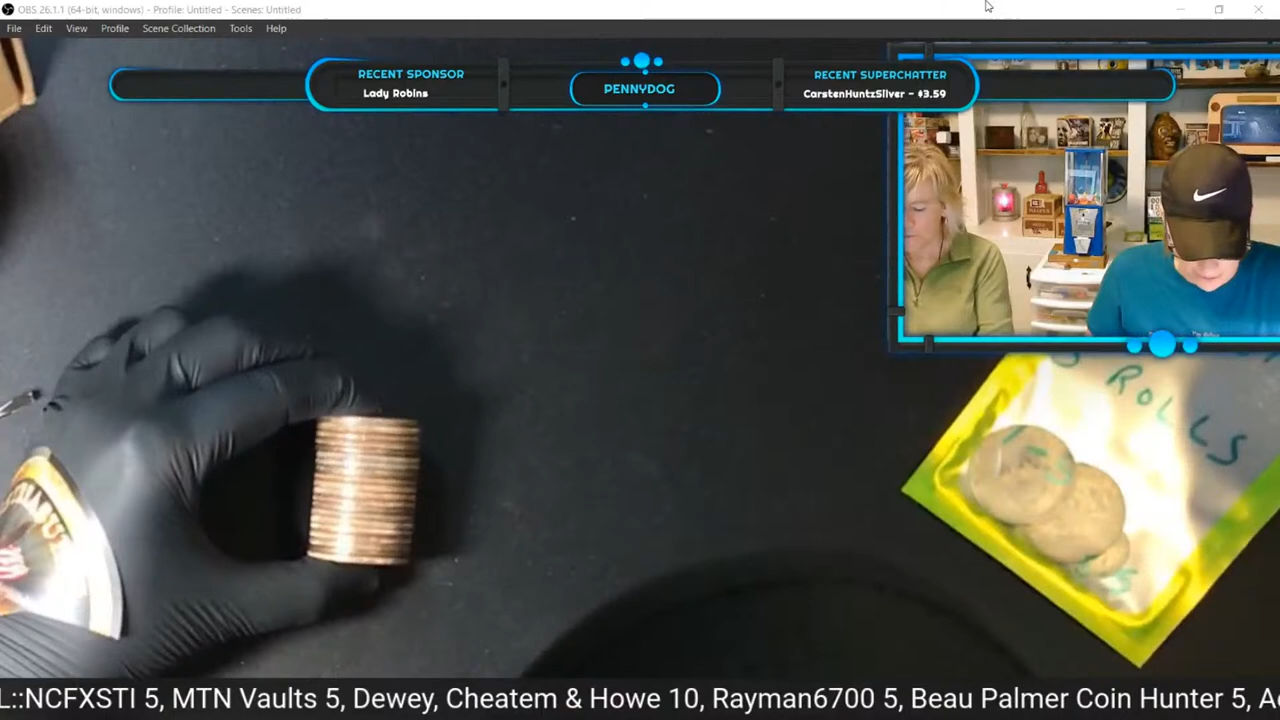 OBS 26.1.1 (64-bit, windows) - Profile: Untitled - Scenes: Untitled
File Edit View Profile Scene Collection Tools Help
RECENT SPONSOR
Lady Robins
PENNYDOG
RECENT SUPERCHATTER
CarstenHuntzSilver - $3.59
ROLLS
L::NCFXSTI 5, MTN Vaults 5, Dewey, Cheatem & Howe 10, Rayman6700 5, Beau Palmer Coin Hunter 5,